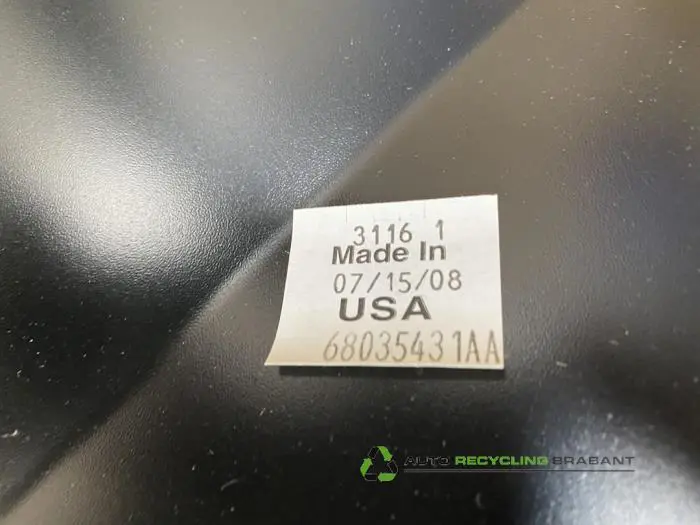 3116 1
Made In
07/15/08
USA
68035431AA
AUTO RECYCLING BRABANT